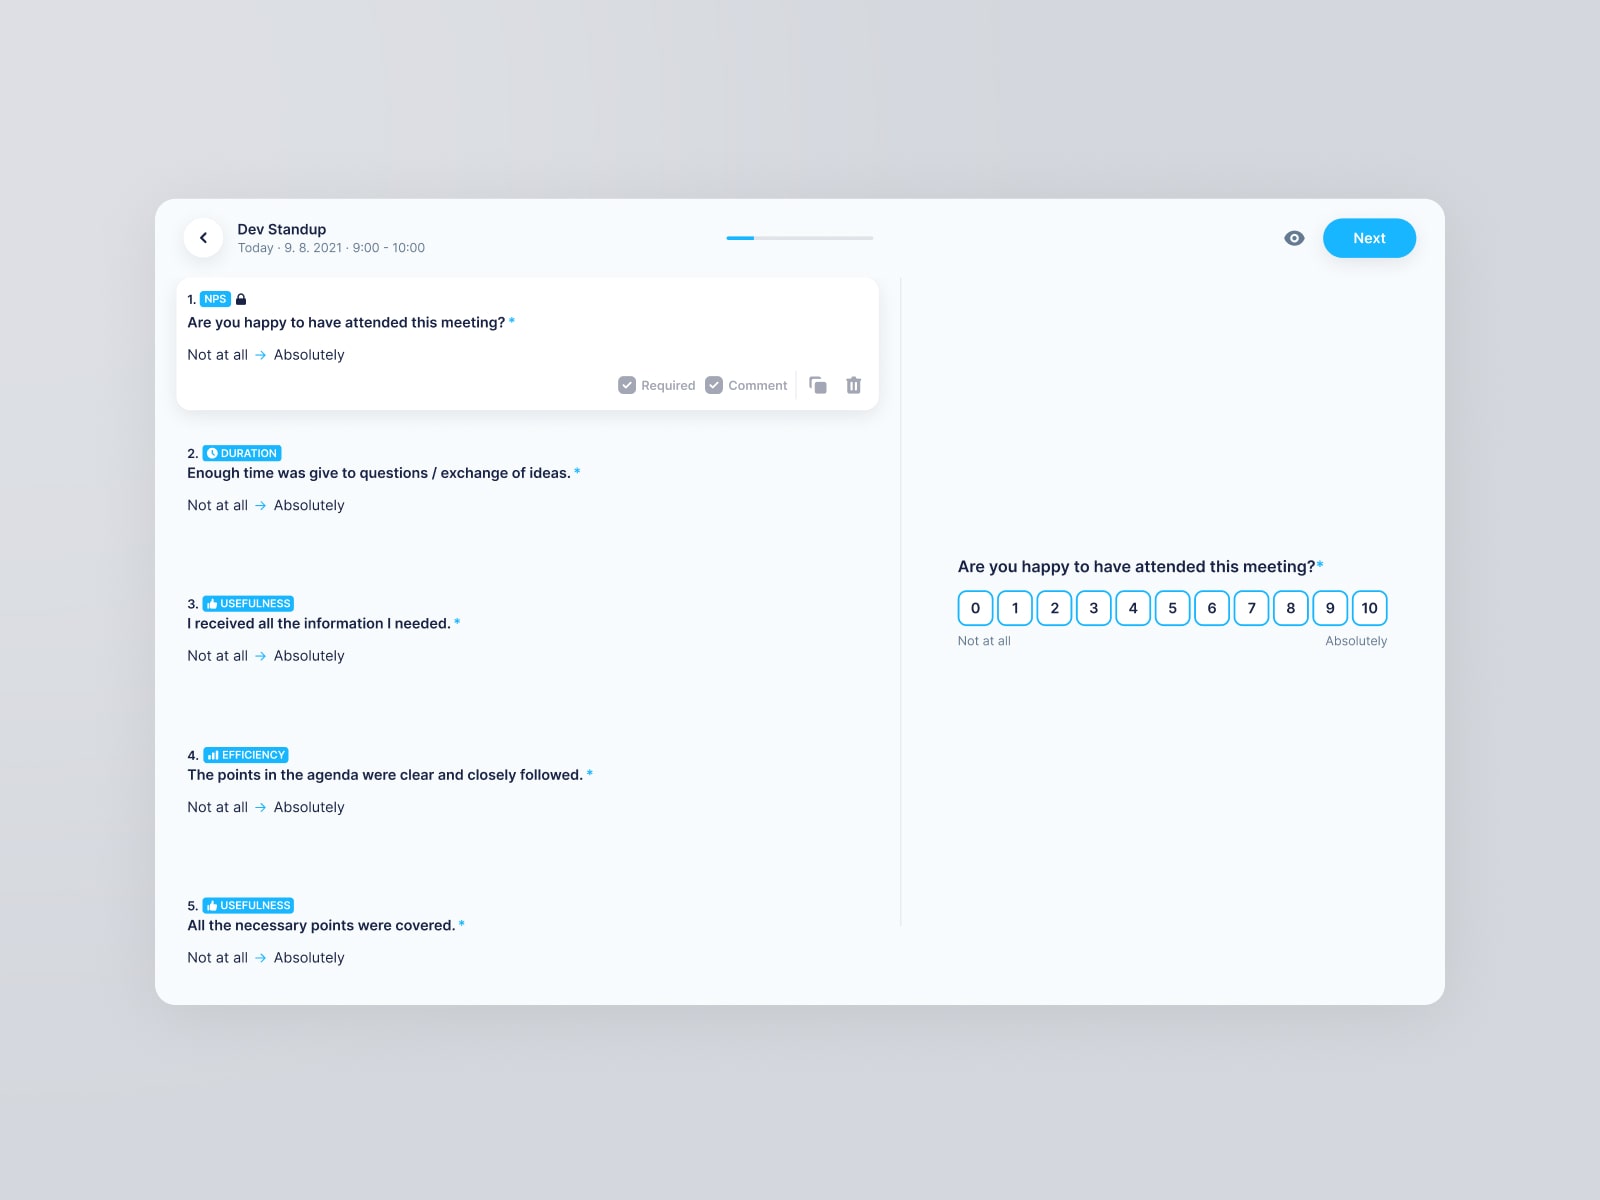 Dev Standup
Today · 9. 8. 2021 · 9:00 - 10:00
Next
1. NPS
Are you happy to have attended this meeting? *
Not at all → Absolutely
Required Comment
2. DURATION
Enough time was give to questions / exchange of ideas. *
Not at all → Absolutely
3. USEFULNESS
I received all the information I needed. *
Not at all → Absolutely
4. EFFICIENCY
The points in the agenda were clear and closely followed. *
Not at all → Absolutely
5. USEFULNESS
All the necessary points were covered. *
Not at all → Absolutely
Are you happy to have attended this meeting?*
0 1 2 3 4 5 6 7 8 9 10
Not at all Absolutely